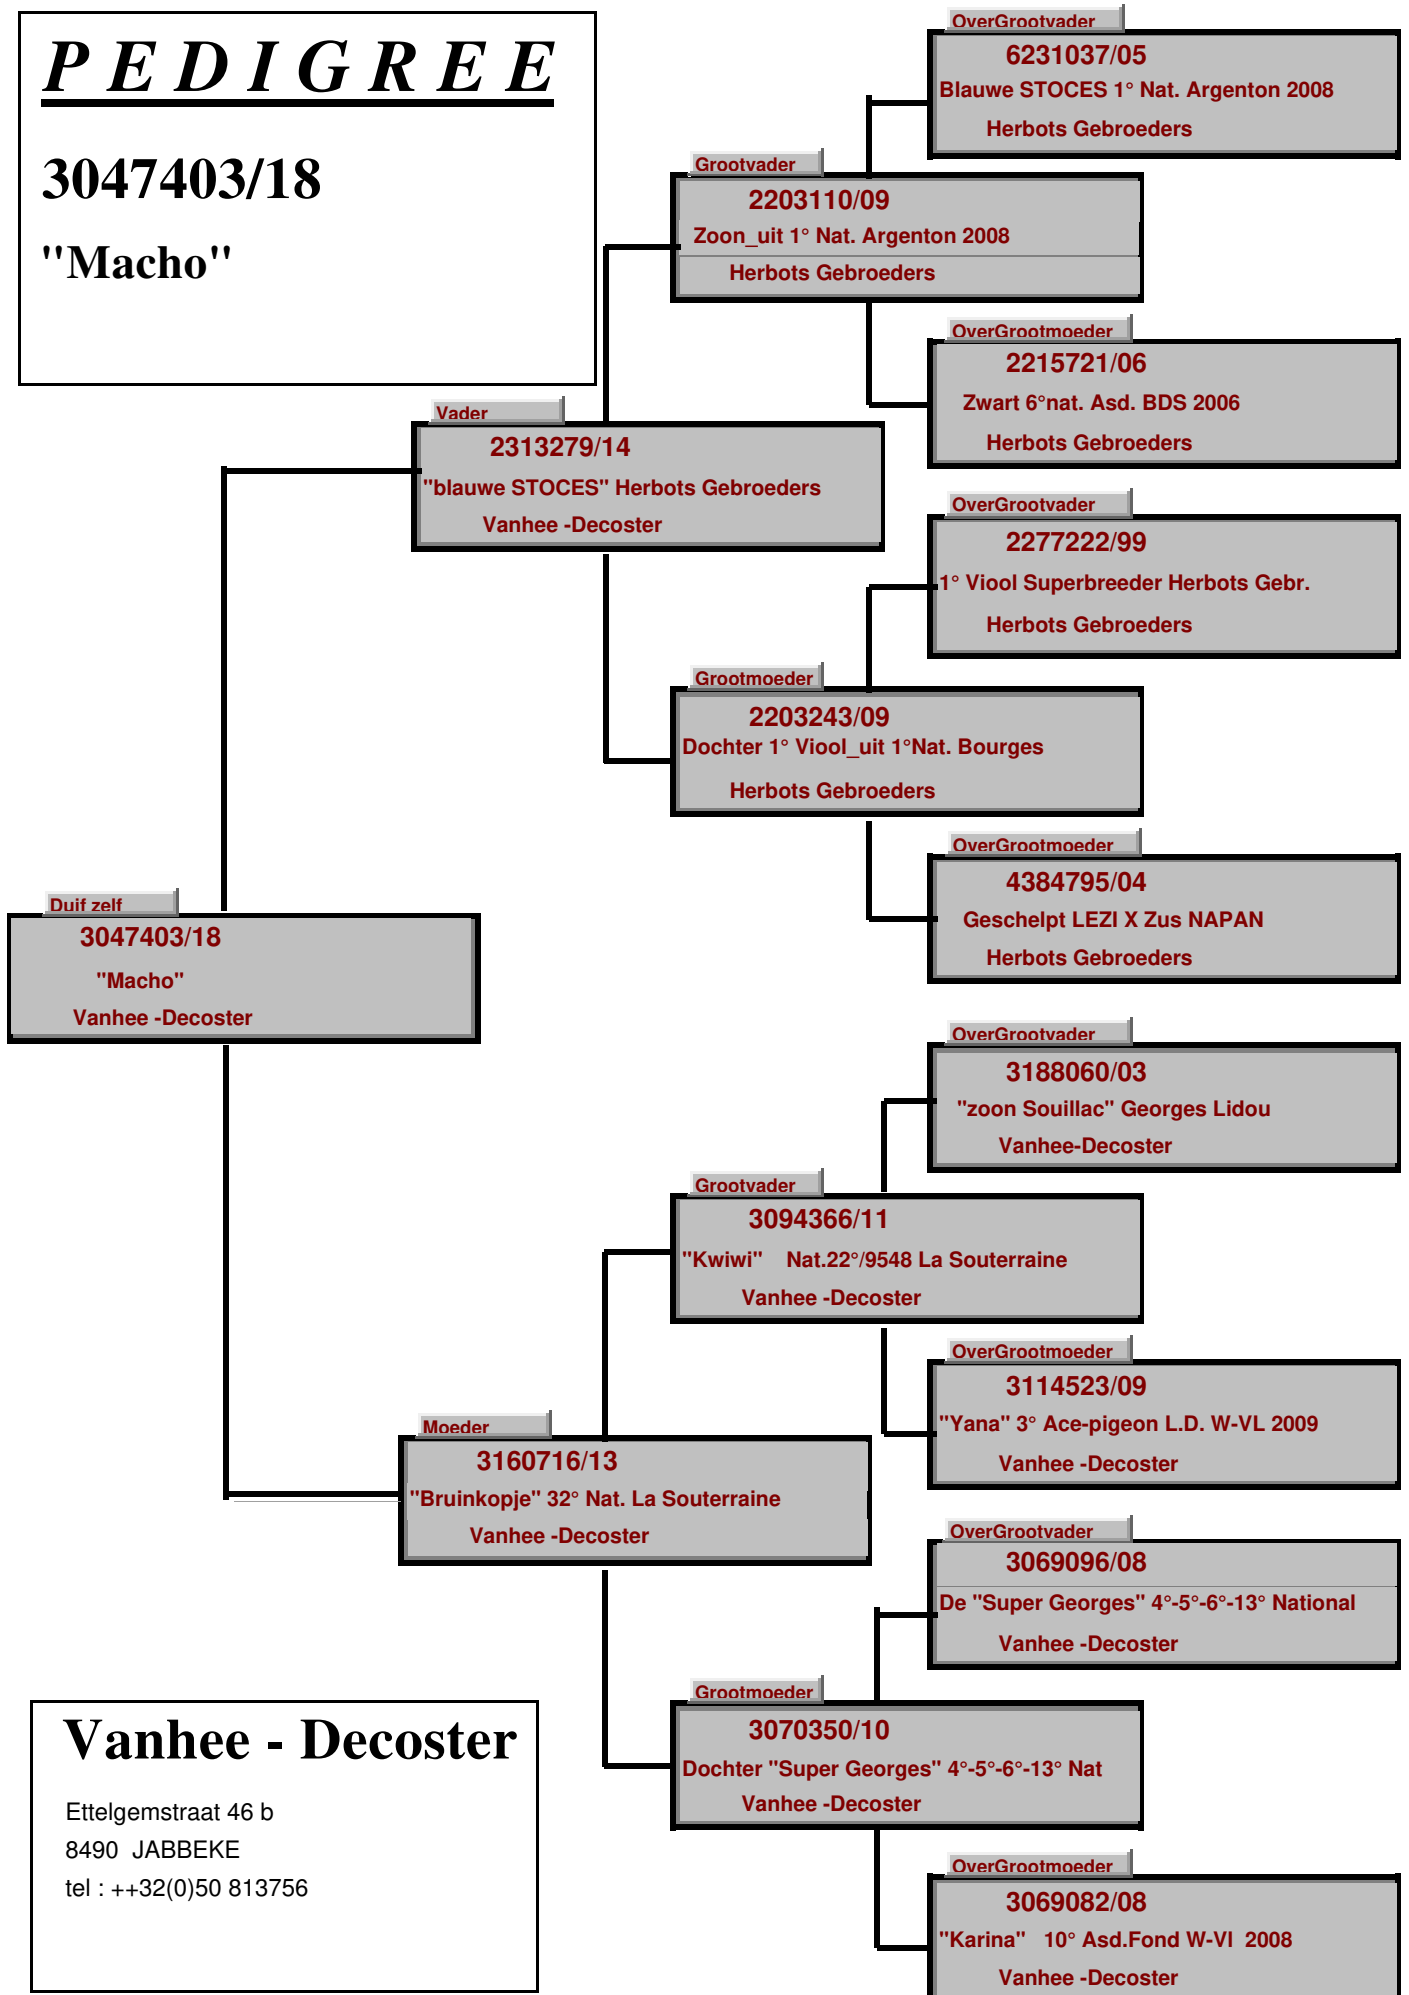 P E D I G R E E
3047403/18
"Macho"
OverGrootvader
6231037/05
Blauwe STOCES 1° Nat. Argenton 2008
Herbots Gebroeders
Grootvader
2203110/09
Zoon_uit 1° Nat. Argenton 2008
Herbots Gebroeders
OverGrootmoeder
2215721/06
Zwart 6°nat. Asd. BDS 2006
Herbots Gebroeders
Vader
2313279/14
"blauwe STOCES" Herbots Gebroeders
Vanhee -Decoster
OverGrootvader
2277222/99
1° Viool Superbreeder Herbots Gebr.
Herbots Gebroeders
Grootmoeder
2203243/09
Dochter 1° Viool_uit 1°Nat. Bourges
Herbots Gebroeders
OverGrootmoeder
4384795/04
Geschelpt LEZI X Zus NAPAN
Herbots Gebroeders
Duif zelf
3047403/18
"Macho"
Vanhee -Decoster
OverGrootvader
3188060/03
"zoon Souillac" Georges Lidou
Vanhee-Decoster
Grootvader
3094366/11
"Kwiwi" Nat.22°/9548 La Souterraine
Vanhee -Decoster
OverGrootmoeder
3114523/09
"Yana" 3° Ace-pigeon L.D. W-VL 2009
Vanhee -Decoster
Moeder
3160716/13
"Bruinkopje" 32° Nat. La Souterraine
Vanhee -Decoster
OverGrootvader
3069096/08
De "Super Georges" 4°-5°-6°-13° National
Vanhee -Decoster
Grootmoeder
3070350/10
Dochter "Super Georges" 4°-5°-6°-13° Nat
Vanhee -Decoster
OverGrootmoeder
3069082/08
"Karina" 10° Asd.Fond W-Vl 2008
Vanhee -Decoster
Vanhee - Decoster
Ettelgemstraat 46 b
8490 JABBEKE
tel : ++32(0)50 813756